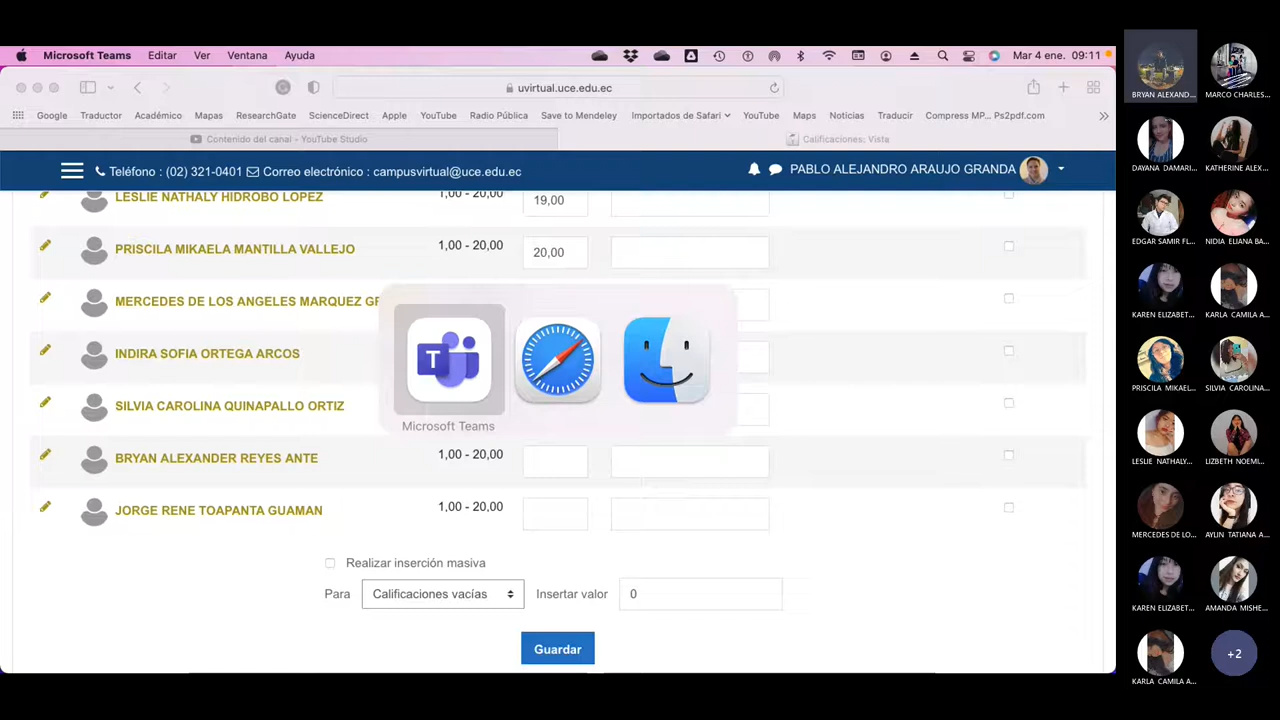 Microsoft Teams Editar Ver Ventana Ayuda Mar 4 ene. 09:11
uvirtual.uce.edu.ec
Google Traductor Académico Mapas ResearchGate ScienceDirect Apple YouTube Radio Pública Save to Mendeley Importados de Safari YouTube Maps Noticias Traducir Compress MP... Ps2pdf.com
Contenido del canal - YouTube Studio Calificaciones: Vista
Teléfono : (02) 321-0401 Correo electrónico : campusvirtual@uce.edu.ec PABLO ALEJANDRO ARAUJO GRANDA
LESLIE NATHALY HIDROBO LOPEZ 1,00 - 20,00 19,00
PRISCILA MIKAELA MANTILLA VALLEJO 1,00 - 20,00 20,00
MERCEDES DE LOS ANGELES MARQUEZ GR
INDIRA SOFIA ORTEGA ARCOS
SILVIA CAROLINA QUINAPALLO ORTIZ
T
Microsoft Teams
BRYAN ALEXANDER REYES ANTE 1,00 - 20,00
JORGE RENE TOAPANTA GUAMAN 1,00 - 20,00
Realizar inserción masiva
Para Calificaciones vacías Insertar valor 0
Guardar
BRYAN ALEXAND... MARCO CHARLES...
DAYANA DAMARI... KATHERINE ALEX...
EDGAR SAMIR FL... NIDIA ELIANA BA...
KAREN ELIZABET... KARLA CAMILA A...
PRISCILA MIKAEL... SILVIA CAROLINA...
LESLIE NATHALY... LIZBETH NOEMI...
MERCEDES DE LO... AYLIN TATIANA A...
KAREN ELIZABET... AMANDA MISHE...
KARLA CAMILA A... +2